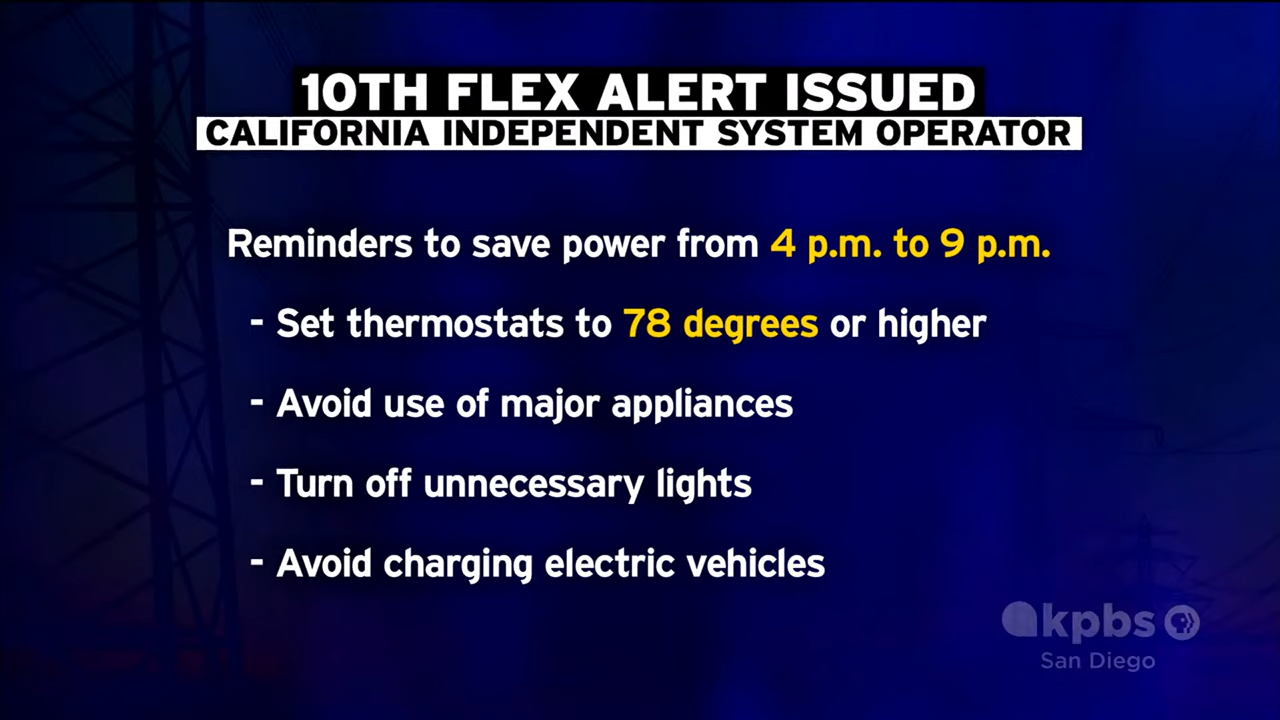 10TH FLEX ALERT ISSUED
CALIFORNIA INDEPENDENT SYSTEM OPERATOR
Reminders to save power from 4 p.m. to 9 p.m.
- Set thermostats to 78 degrees or higher
- Avoid use of major appliances
- Turn off unnecessary lights
- Avoid charging electric vehicles
kpbs
San Diego